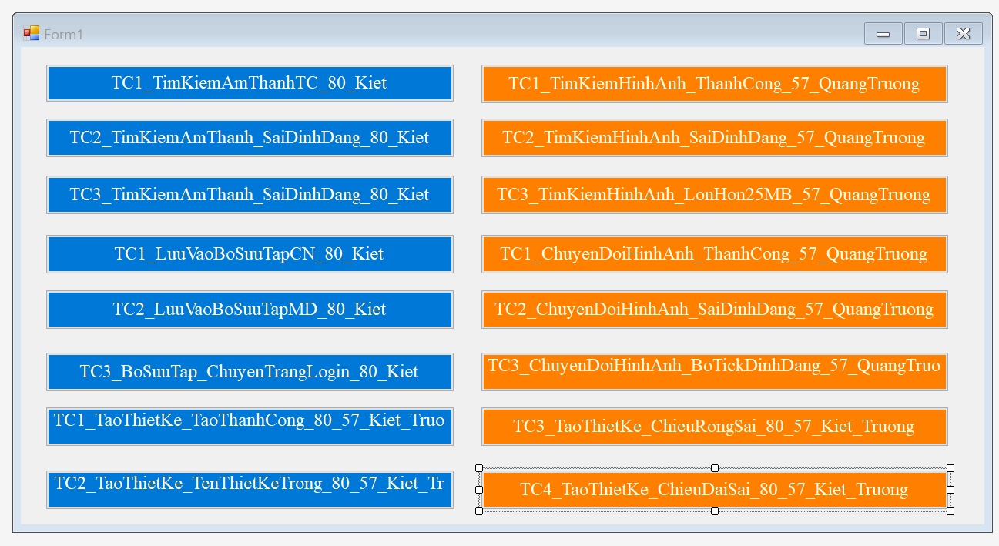 Form1
TC1_TimKiemAmThanhTC_80_Kiet
TC1_TimKiemHinhAnh_ThanhCong_57_QuangTruong
TC2_TimKiemAmThanh_SaiDinhDang_80_Kiet
TC2_TimKiemHinhAnh_SaiDinhDang_57_QuangTruong
TC3_TimKiemAmThanh_SaiDinhDang_80_Kiet
TC3_TimKiemHinhAnh_LonHon25MB_57_QuangTruong
TC1_LuuVaoBoSuuTapCN_80_Kiet
TC1_ChuyenDoiHinhAnh_ThanhCong_57_QuangTruong
TC2_LuuVaoBoSuuTapMD_80_Kiet
TC2_ChuyenDoiHinhAnh_SaiDinhDang_57_QuangTruong
TC3_BoSuuTap_ChuyenTrangLogin_80_Kiet
TC3_ChuyenDoiHinhAnh_BoTickDinhDang_57_QuangTruo
TC1_TaoThietKe_TaoThanhCong_80_57_Kiet_Truo
TC3_TaoThietKe_ChieuRongSai_80_57_Kiet_Truong
TC2_TaoThietKe_TenThietKeTrong_80_57_Kiet_Tr
TC4_TaoThietKe_ChieuDaiSai_80_57_Kiet_Truong